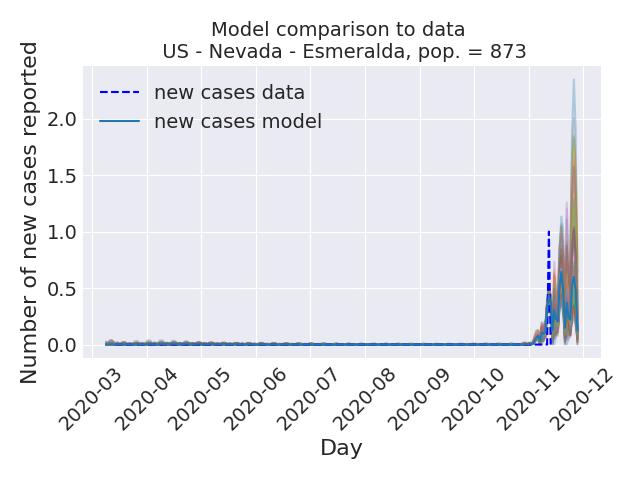 Model comparison to data
US - Nevada - Esmeralda, pop. = 873
Number of new cases reported
new cases data
new cases model
2.0
1.5
1.0
0.5
0.0
2020-03
2020-04
2020-05
2020-06
2020-07
2020-08
2020-09
2020-10
2020-11
2020-12
Day